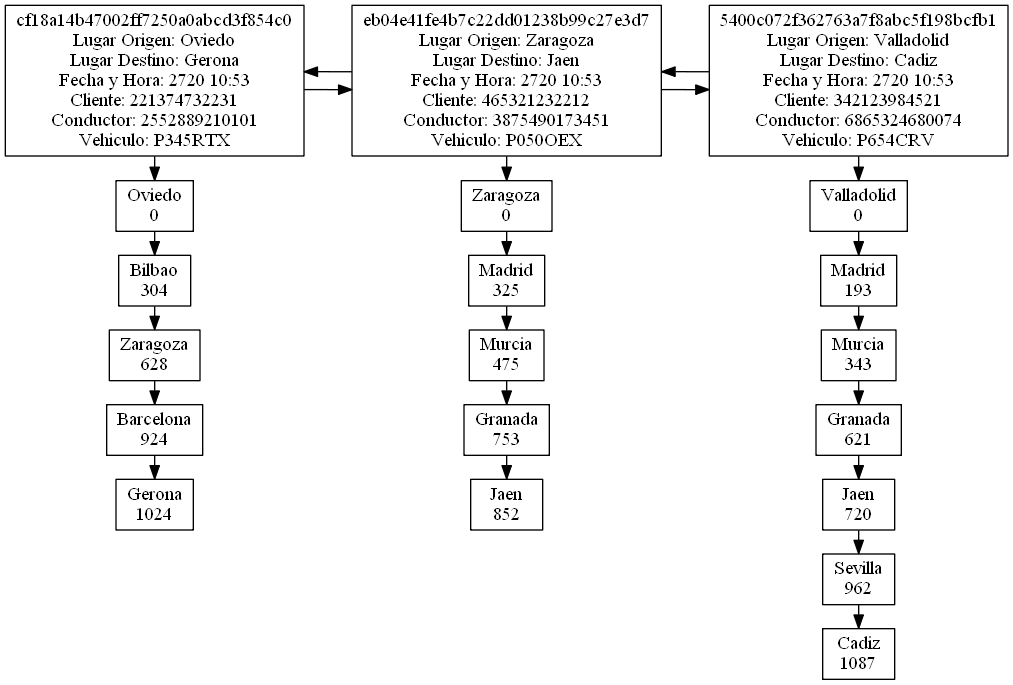 cf18a14b47002ff7250a0abcd3f854c0
Lugar Origen: Oviedo
Lugar Destino: Gerona
Fecha y Hora: 2720 10:53
Cliente: 221374732231
Conductor: 2552889210101
Vehiculo: P345RTX
eb04e41fe4b7c22dd01238b99c27e3d7
Lugar Origen: Zaragoza
Lugar Destino: Jaen
Fecha y Hora: 2720 10:53
Cliente: 465321232212
Conductor: 3875490173451
Vehiculo: P050OEX
5400c072f362763a7f8abc5f198bcfb1
Lugar Origen: Valladolid
Lugar Destino: Cadiz
Fecha y Hora: 2720 10:53
Cliente: 342123984521
Conductor: 6865324680074
Vehiculo: P654CRV
Oviedo
0
Bilbao
304
Zaragoza
628
Barcelona
924
Gerona
1024
Zaragoza
0
Madrid
325
Murcia
475
Granada
753
Jaen
852
Valladolid
0
Madrid
193
Murcia
343
Granada
621
Jaen
720
Sevilla
962
Cadiz
1087